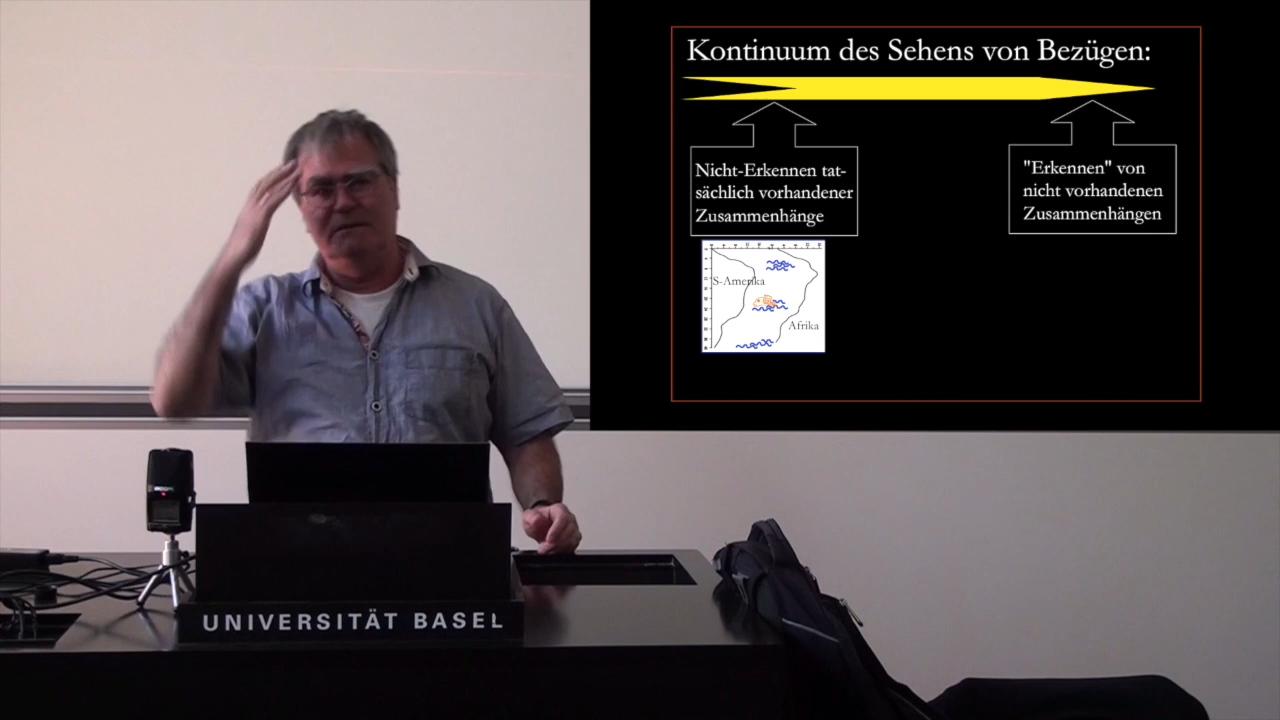 Kontinuum des Sehens von Bezügen:
Nicht-Erkennen tat-
sächlich vorhandener
Zusammenhänge
"Erkennen" von
nicht vorhandenen
Zusammenhängen
S-Amerika
Afrika
UNIVERSITÄT BASEL